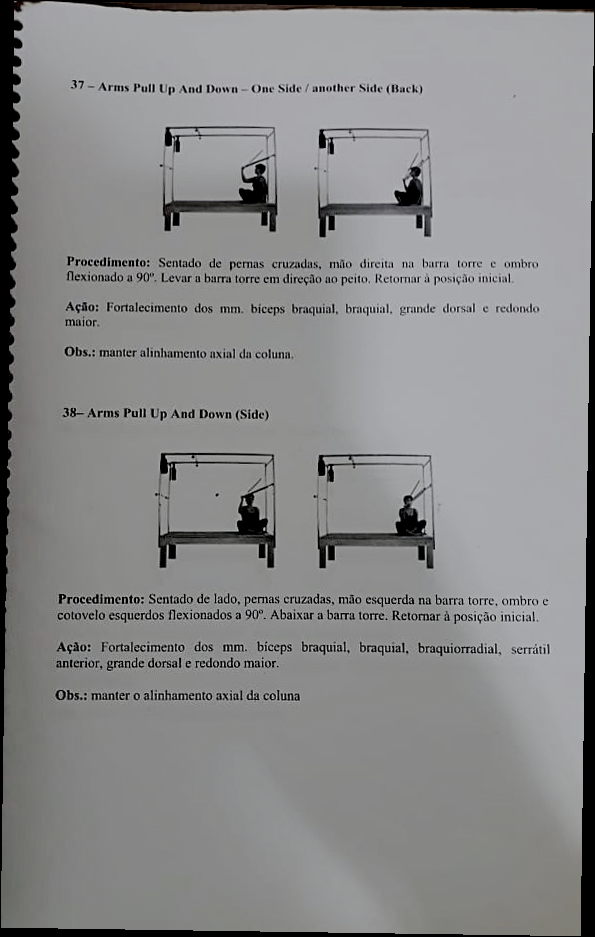 37 – Arms Pull Up And Down – One Side / another Side (Back)
Procedimento: Sentado de pernas cruzadas, mão direita na barra torre e ombro
flexionado a 90º. Levar a barra torre em direção ao peito. Retornar à posição inicial.
Ação: Fortalecimento dos mm. bíceps braquial, braquial, grande dorsal e redondo
maior.
Obs.: manter alinhamento axial da coluna.
38– Arms Pull Up And Down (Side)
Procedimento: Sentado de lado, pernas cruzadas, mão esquerda na barra torre, ombro e
cotovelo esquerdos flexionados a 90º. Abaixar a barra torre. Retornar à posição inicial.
Ação: Fortalecimento dos mm. bíceps braquial, braquial, braquiorradial, serrátil
anterior, grande dorsal e redondo maior.
Obs.: manter o alinhamento axial da coluna